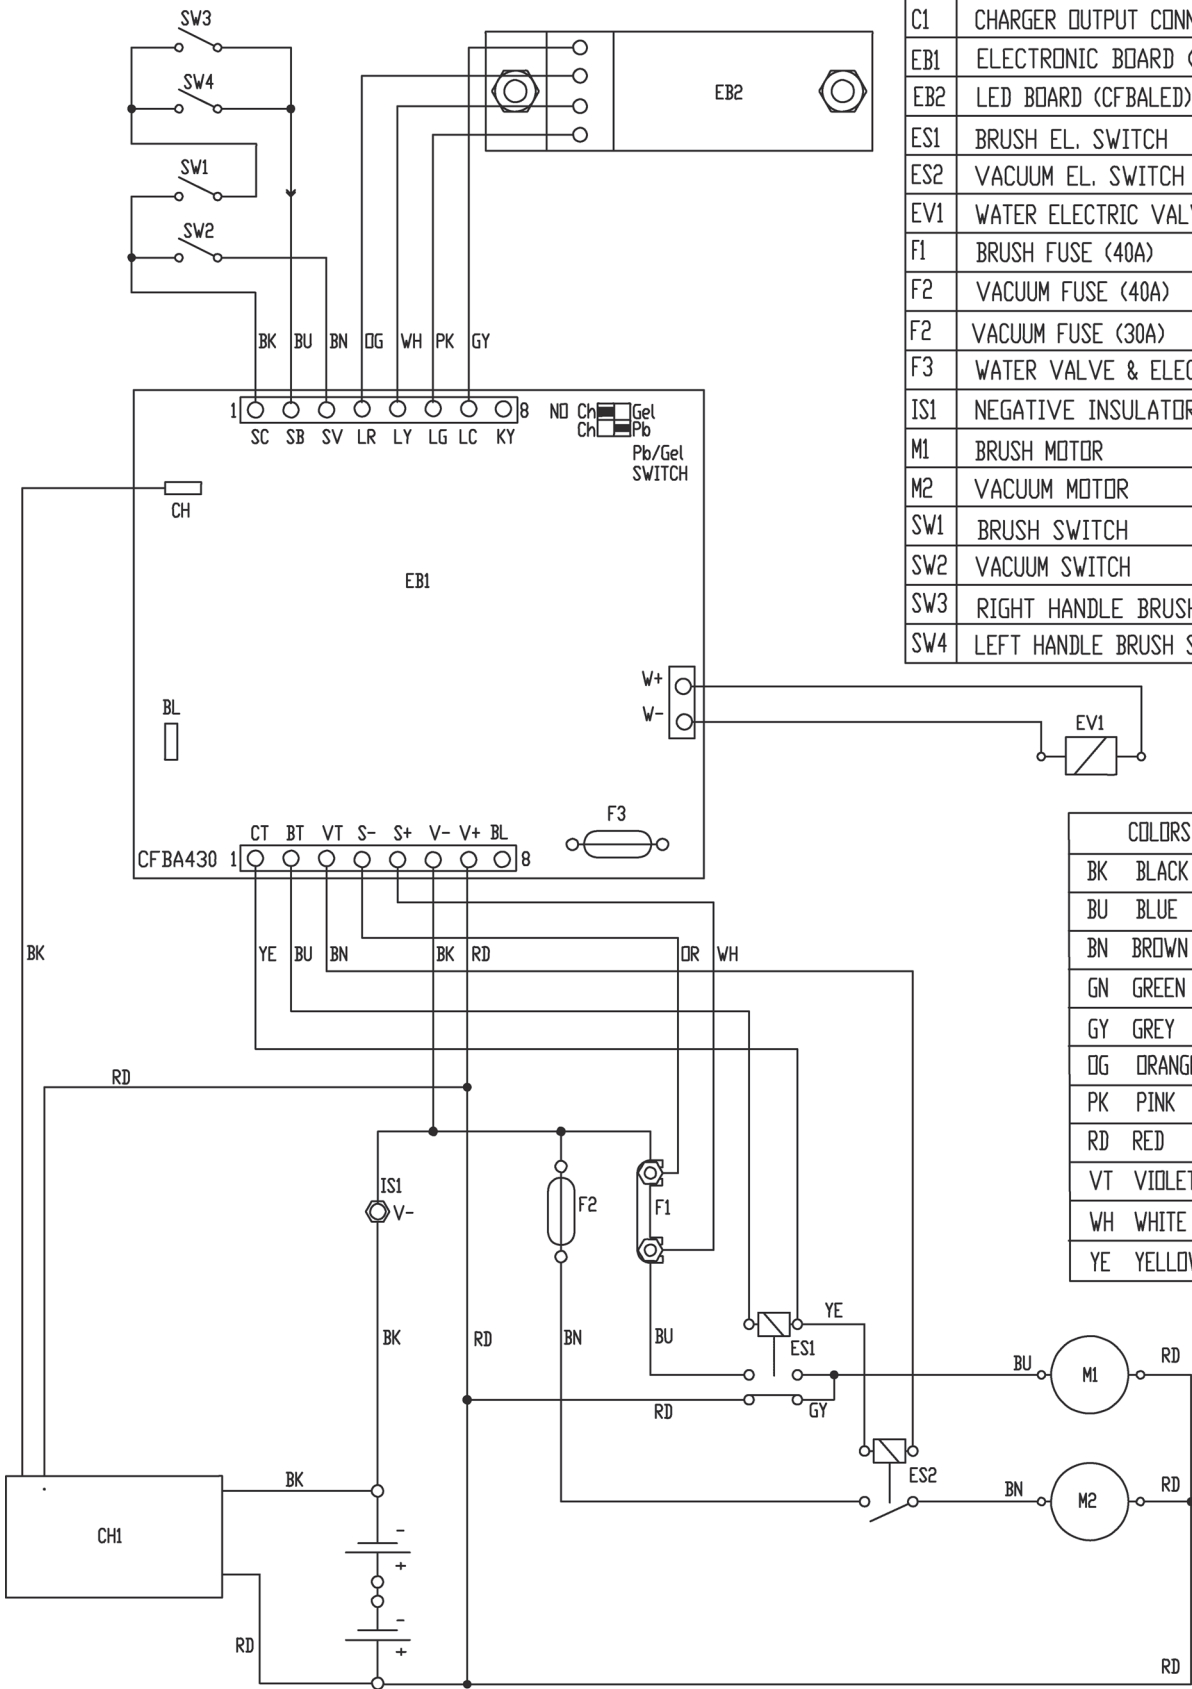 SW3
SW4
SW1
SW2
EB2
BK BU BN OG WH PK GY
1 8
SC SB SV LR LY LG LC KY
NO Ch Gel
Ch Pb
Pb/Gel
SWITCH
CH
EB1
W+
W-
BL
EV1
F3
CT BT VT S- S+ V- V+ BL
CFBA430 1 8
BK
YE BU BN BK RD OR WH
RD
IS1
V-
F2
F1
BK
RD
BN
BU
YE
ES1
RD
GY
BU
M1
RD
ES2
BN
M2
RD
BK
CH1
-
+
-
+
RD
RD
C1 CHARGER OUTPUT
EB1 ELECTRONIC BOARD
EB2 LED BOARD (CFBALED)
ES1 BRUSH EL. SWITCH
ES2 VACUUM EL. SWITCH
EV1 WATER ELECTRIC
F1 BRUSH FUSE (40A)
F2 VACUUM FUSE (40A)
F2 VACUUM FUSE (30A)
F3 WATER VALVE &
IS1 NEGATIVE INSULATOR
M1 BRUSH MOTOR
M2 VACUUM MOTOR
SW1 BRUSH SWITCH
SW2 VACUUM SWITCH
SW3 RIGHT HANDLE BRUSH
SW4 LEFT HANDLE BRUSH
COLORS
BK BLACK
BU BLUE
BN BROWN
GN GREEN
GY GREY
OG ORANGE
PK PINK
RD RED
VT VIOLET
WH WHITE
YE YELLOW